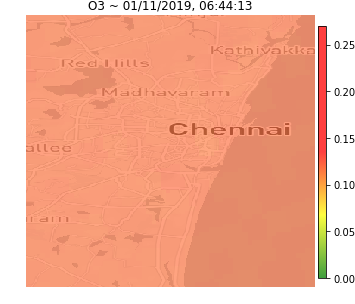 O3 ~ 01/11/2019, 06:44:13
Kathivakka
Red Hills
Madhavaram
Chennai
allee
ram
0.25
0.20
0.15
0.10
0.05
0.00